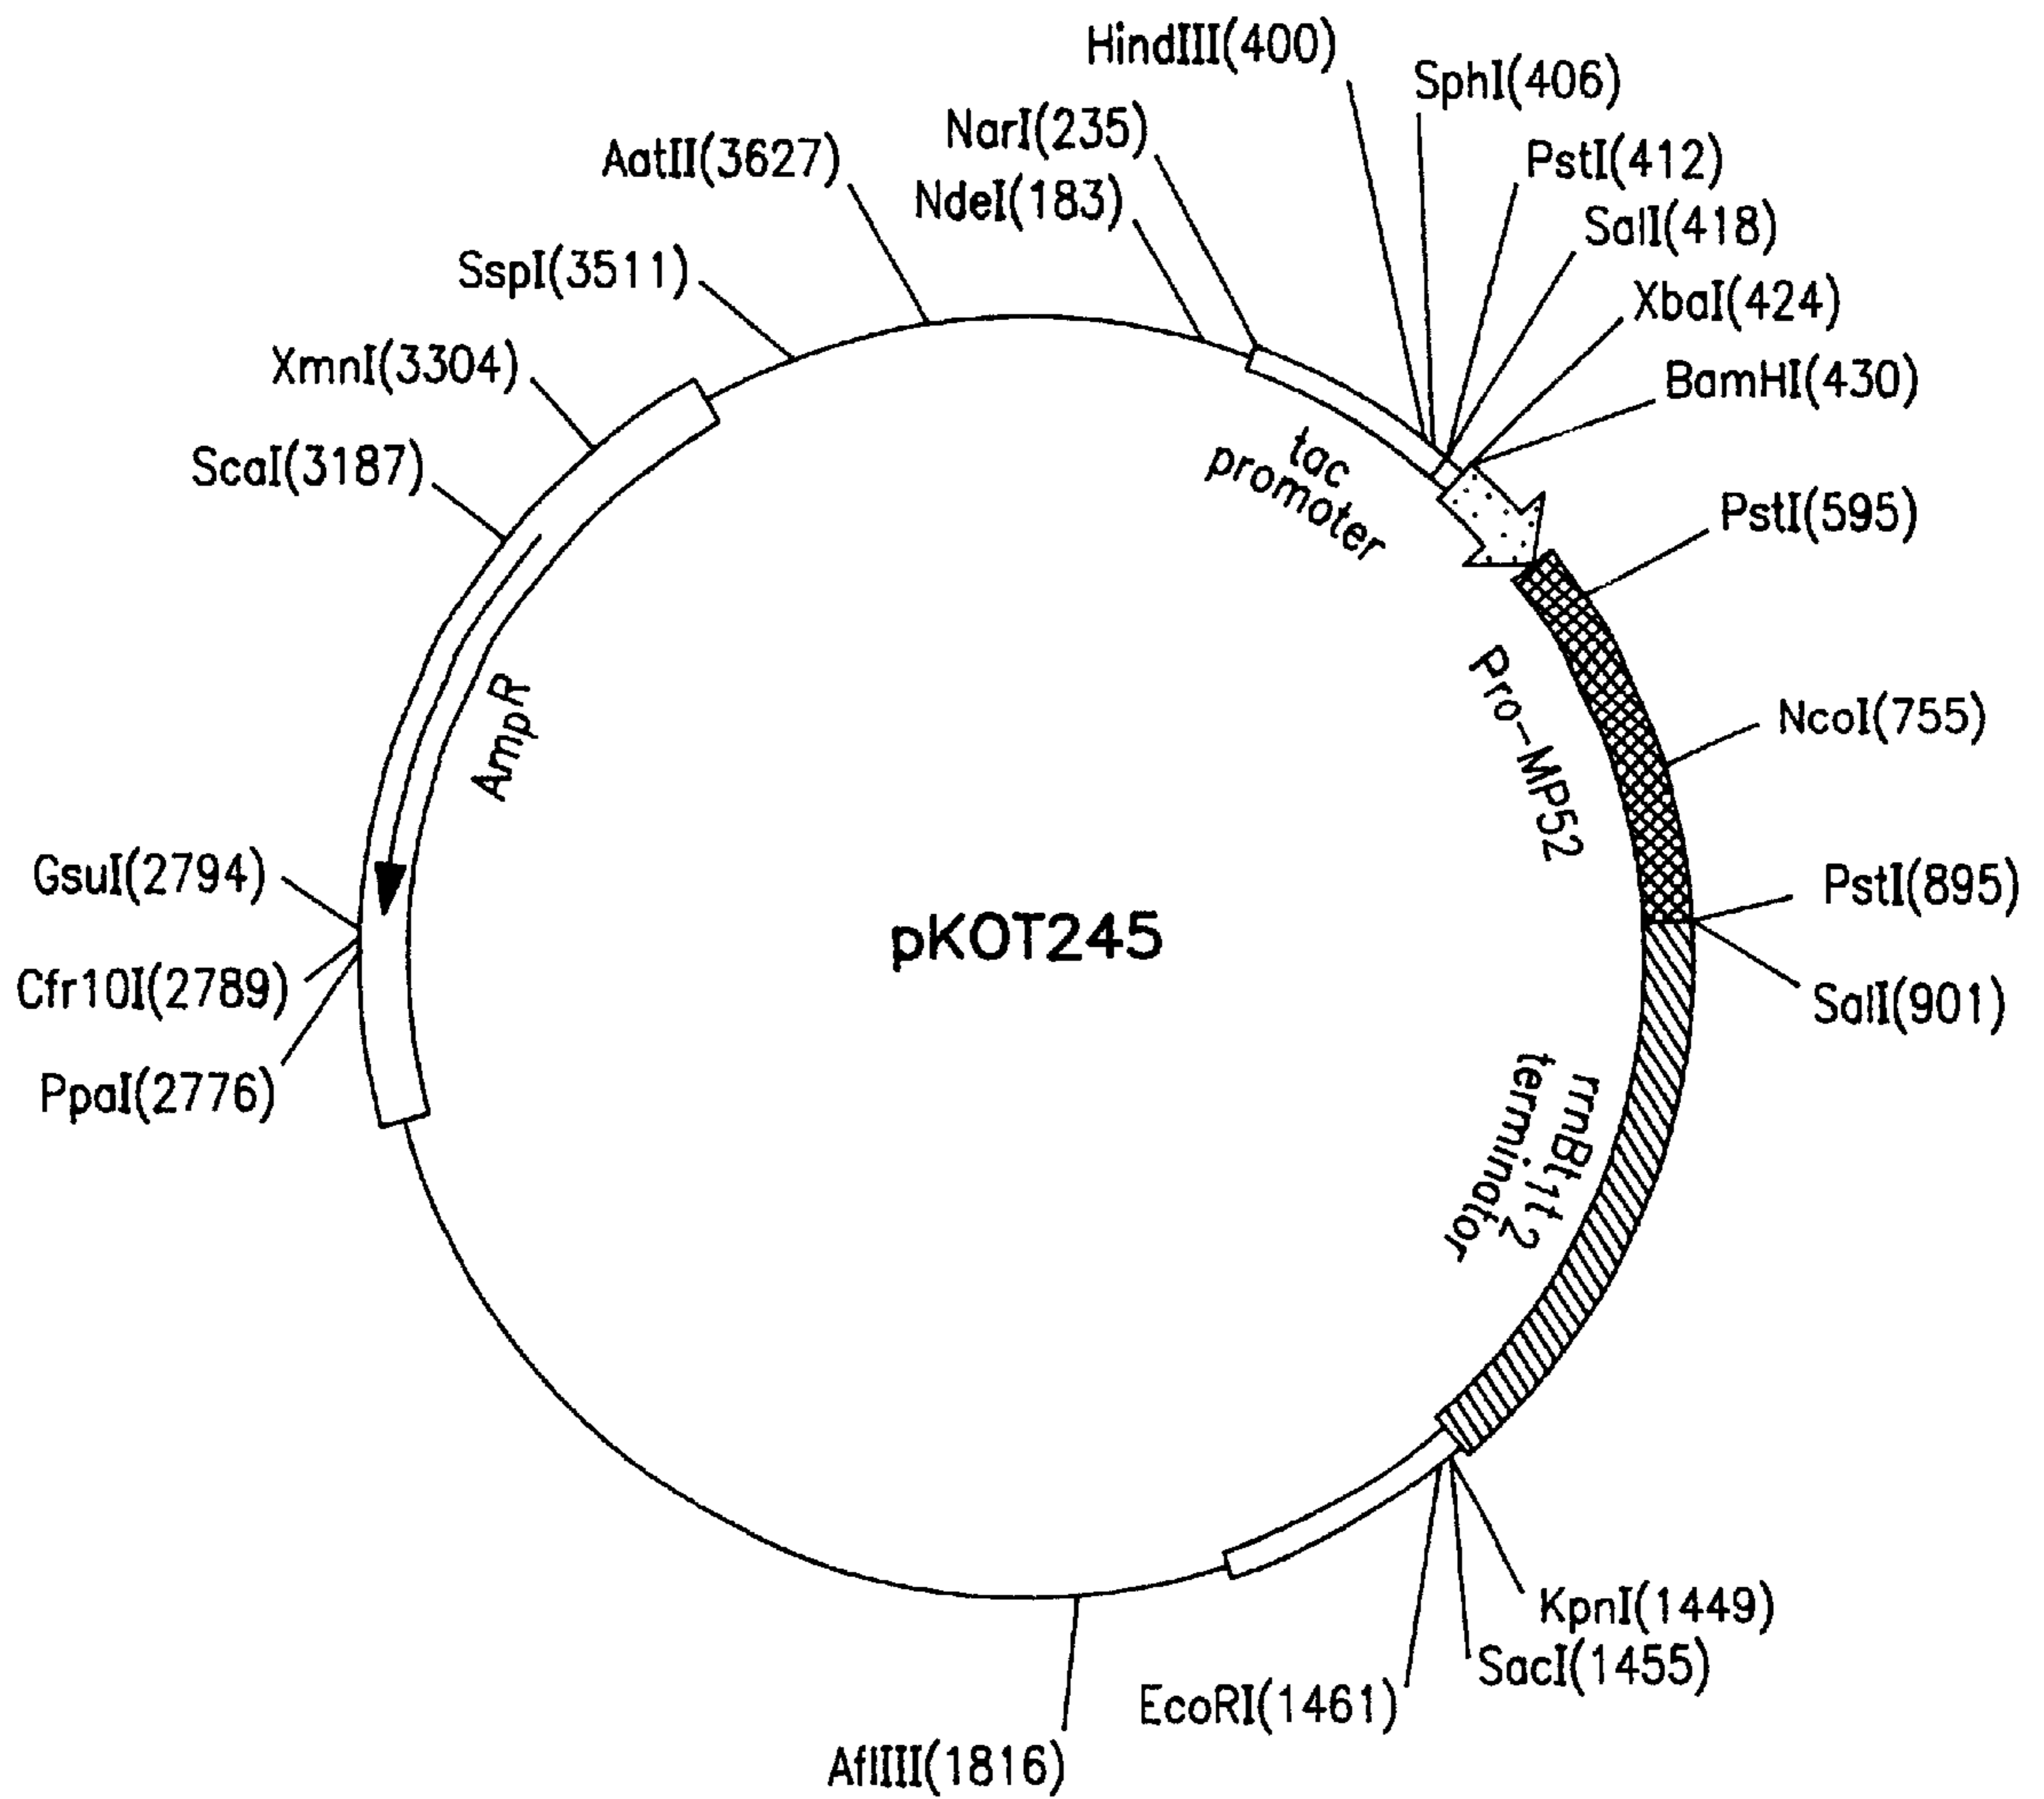 HindIII(400)
SphI(406)
NarI(235)
PstI(412)
AatII(3627)
NdeI(183)
SalI(418)
SspI(3511)
XbaI(424)
XmnI(3304)
BamHI(430)
ScaI(3187)
tac
promoter
PstI(595)
Pro-MP52
NcoI(755)
AmpR
GsuI(2794)
PstI(895)
pKOT245
Cfr10I(2789)
SalI(901)
PpaI(2776)
rrnBt1t2
terminator
KpnI(1449)
SacI(1455)
EcoRI(1461)
AflIII(1816)